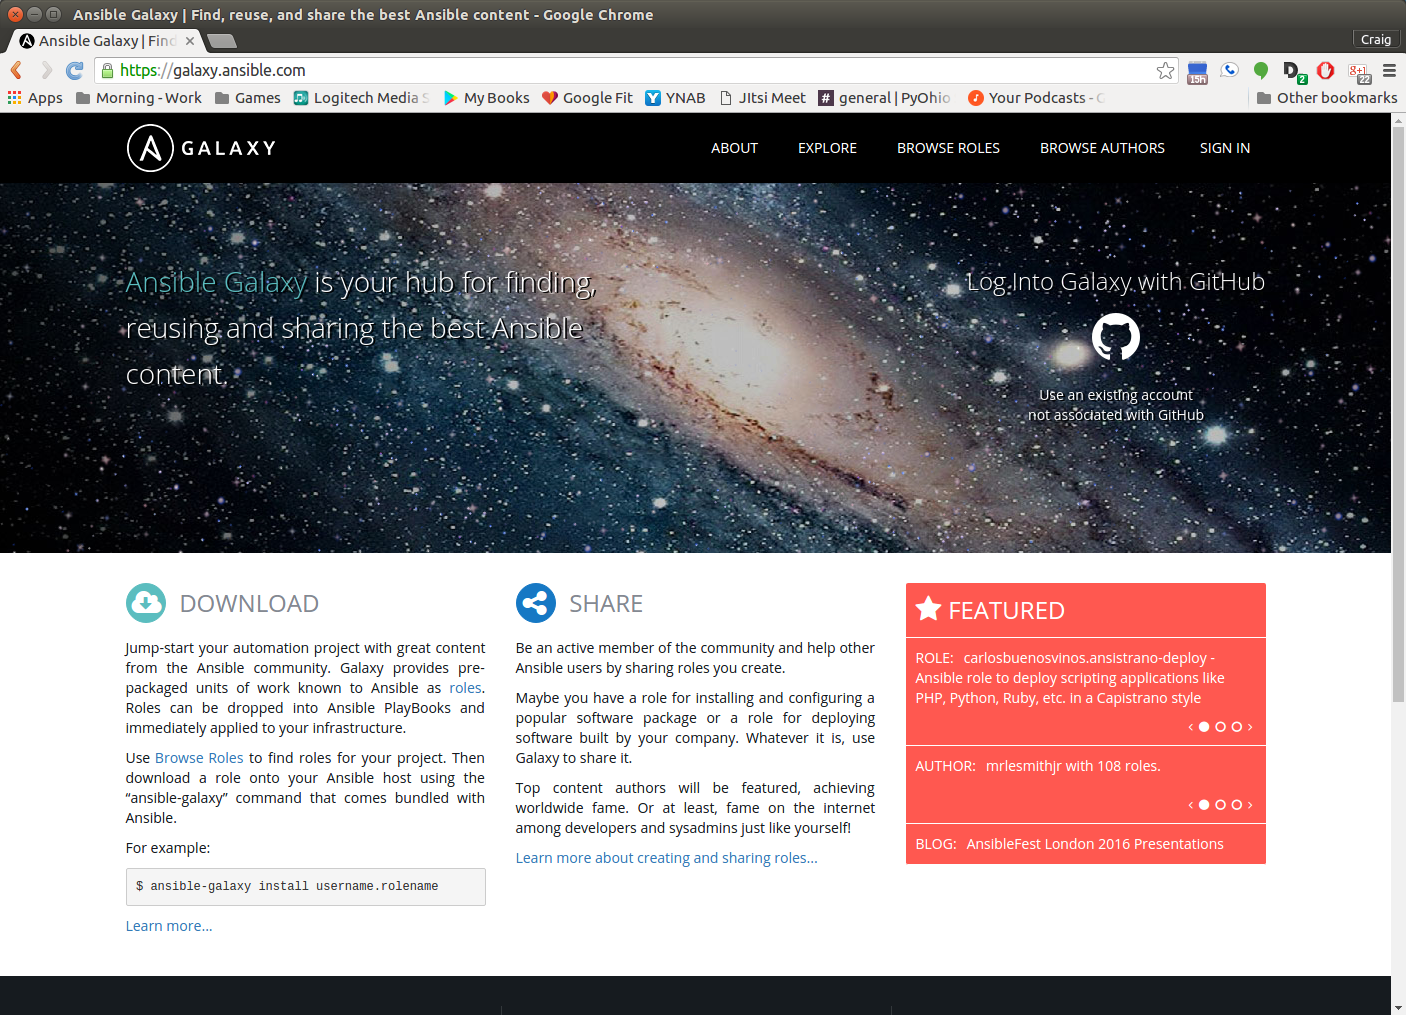 Ansible Galaxy | Find, reuse, and share the best Ansible content - Google Chrome
Ansible Galaxy | Find
Craig
https://galaxy.ansible.com
15h
2
22
Apps Morning - Work Games Logitech Media S My Books Google Fit YNAB JItsi Meet general | PyOhio Your Podcasts - Other bookmarks
GALAXY
ABOUT EXPLORE BROWSE ROLES BROWSE AUTHORS SIGN IN
Ansible Galaxy is your hub for finding,
reusing and sharing the best Ansible
content.
Log Into Galaxy with GitHub
Use an existing account
not associated with GitHub
DOWNLOAD
Jump-start your automation project with great content
from the Ansible community. Galaxy provides pre-
packaged units of work known to Ansible as roles.
Roles can be dropped into Ansible PlayBooks and
immediately applied to your infrastructure.
Use Browse Roles to find roles for your project. Then
download a role onto your Ansible host using the
“ansible-galaxy” command that comes bundled with
Ansible.
For example:
$ ansible-galaxy install username.rolename
Learn more...
SHARE
Be an active member of the community and help other
Ansible users by sharing roles you create.
Maybe you have a role for installing and configuring a
popular software package or a role for deploying
software built by your company. Whatever it is, use
Galaxy to share it.
Top content authors will be featured, achieving
worldwide fame. Or at least, fame on the internet
among developers and sysadmins just like yourself!
Learn more about creating and sharing roles...
FEATURED
ROLE: carlosbuenosvinos.ansistrano-deploy -
Ansible role to deploy scripting applications like
PHP, Python, Ruby, etc. in a Capistrano style
AUTHOR: mrlesmithjr with 108 roles.
BLOG: AnsibleFest London 2016 Presentations